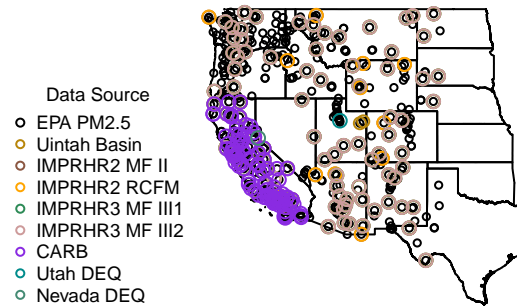 Data Source
EPA PM2.5
Uintah Basin
IMPRHR2 MF II
IMPRHR2 RCFM
IMPRHR3 MF III1
IMPRHR3 MF III2
CARB
Utah DEQ
Nevada DEQ